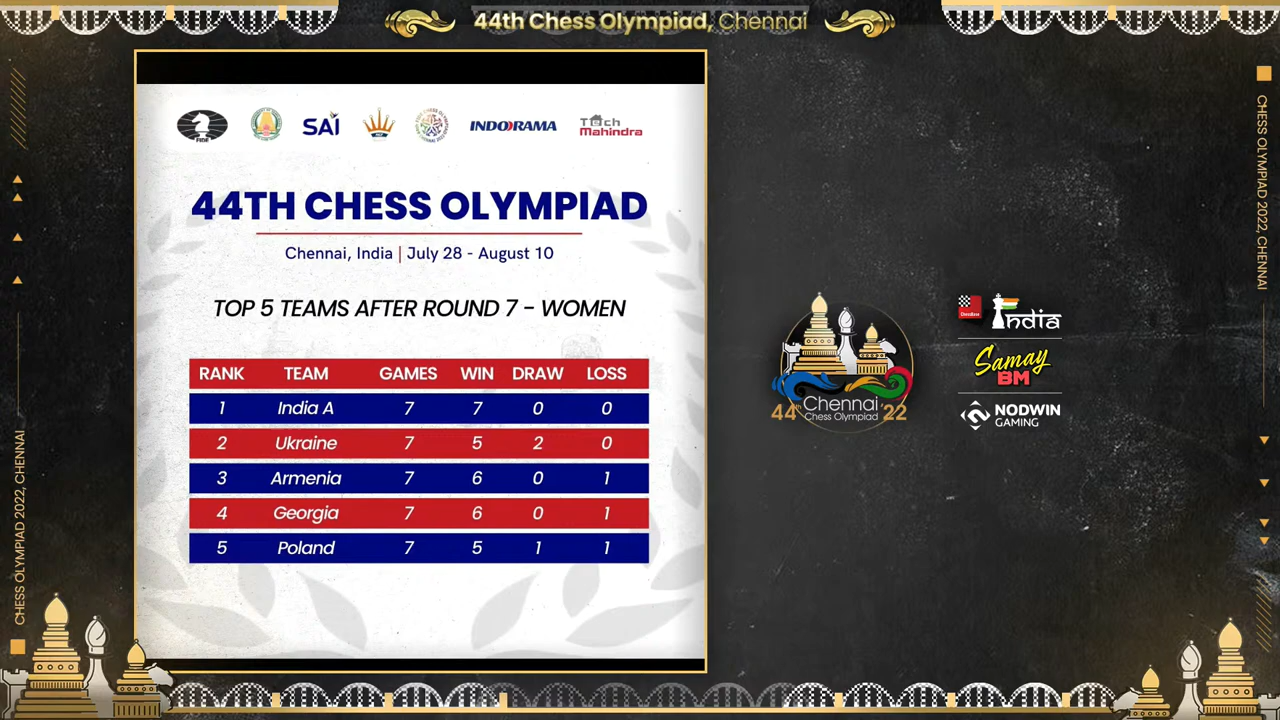 44th Chess Olympiad, Chennai
FIDE
SAI
INDORAMA
Tech
Mahindra
44TH CHESS OLYMPIAD
Chennai, India | July 28 - August 10
TOP 5 TEAMS AFTER ROUND 7 - WOMEN
RANK TEAM GAMES WIN DRAW LOSS
1 India A 7 7 0 0
2 Ukraine 7 5 2 0
3 Armenia 7 6 0 1
4 Georgia 7 6 0 1
5 Poland 7 5 1 1
44th Chennai '22
Chess Olympiad
ChessBase
India
Samay
BM
NODWIN
GAMING
CHESS OLYMPIAD 2022, CHENNAI
CHESS OLYMPIAD 2022, CHENNAI